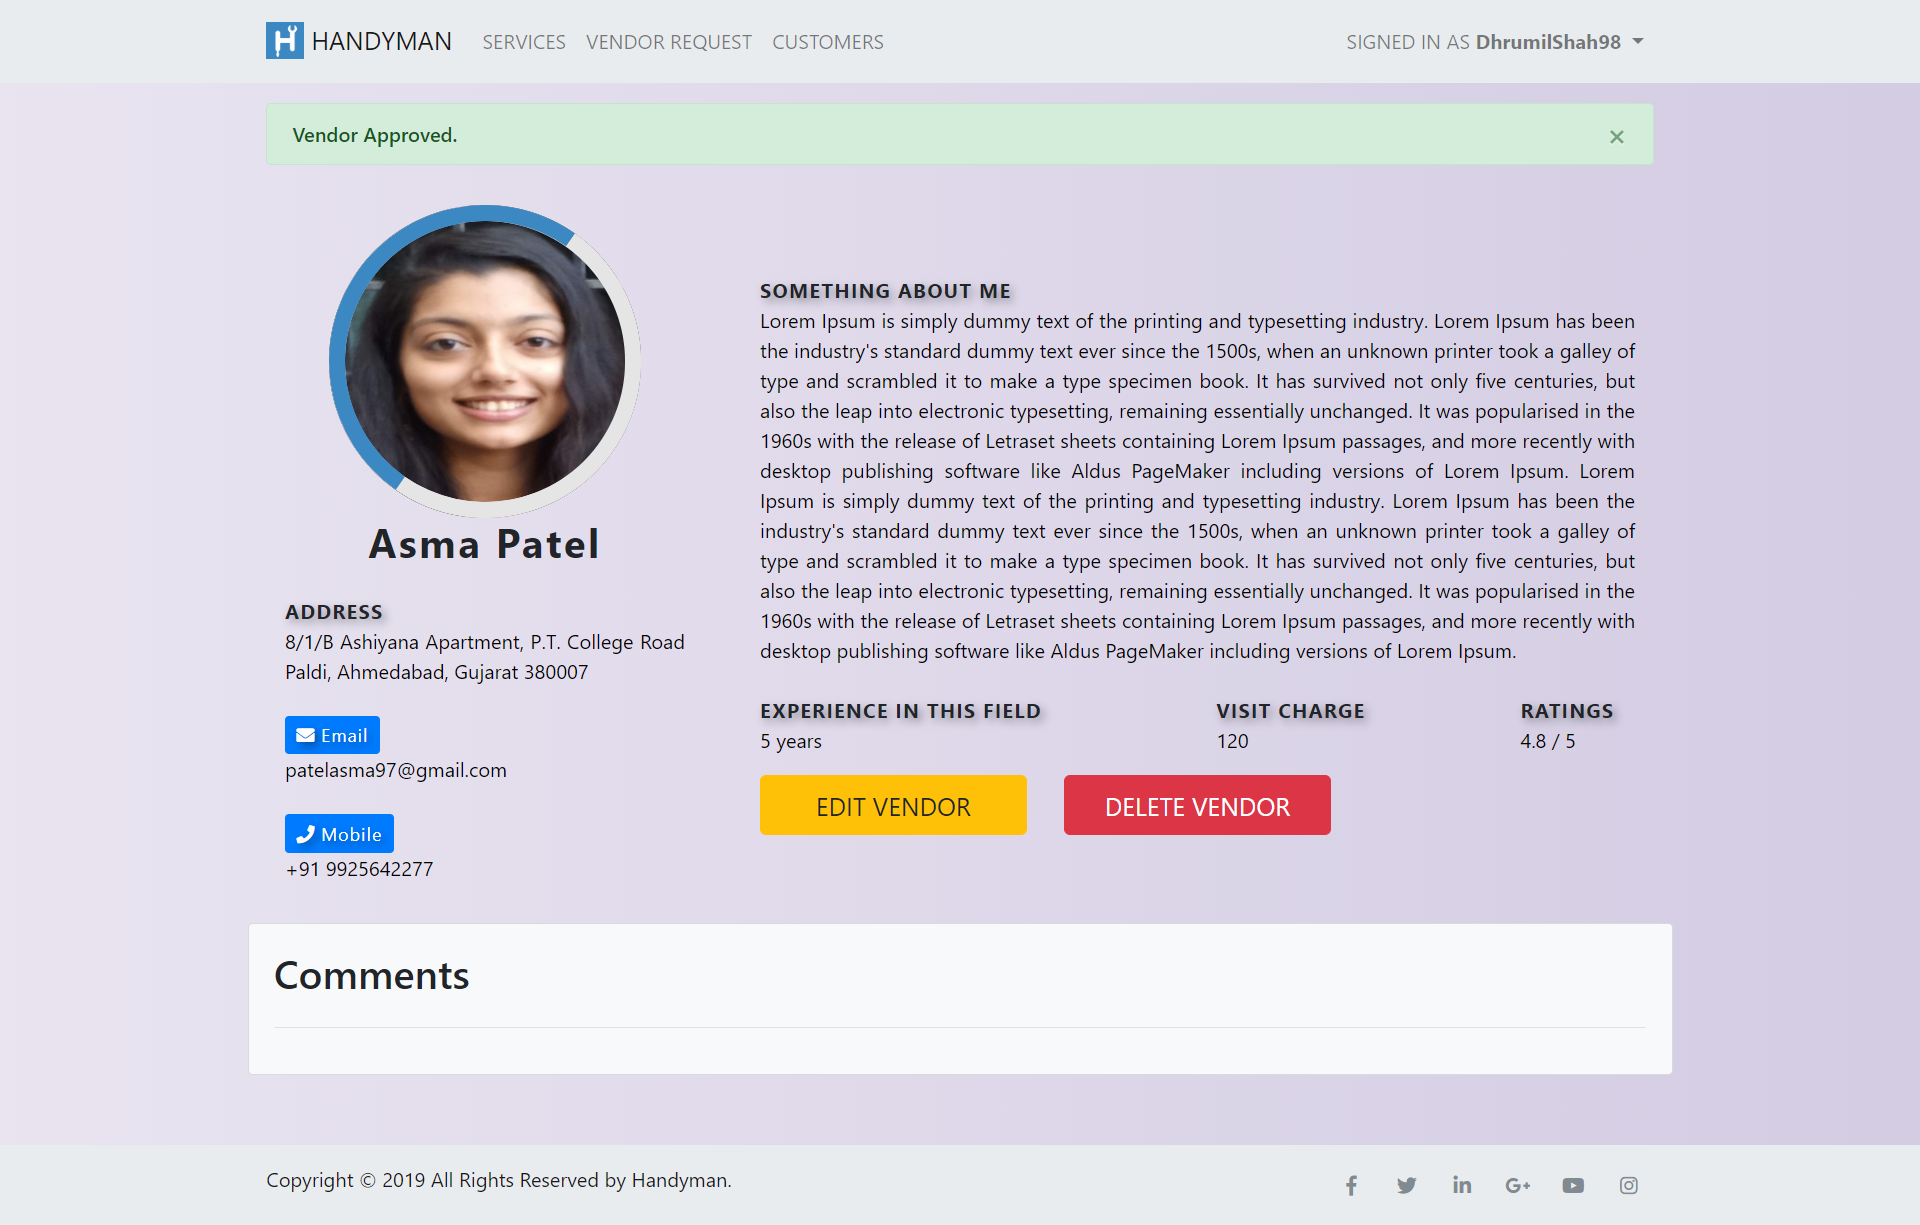 HANDYMAN SERVICES VENDOR REQUEST CUSTOMERS SIGNED IN AS DhrumilShah98
Vendor Approved. ×
Asma Patel
ADDRESS
8/1/B Ashiyana Apartment, P.T. College Road
Paldi, Ahmedabad, Gujarat 380007
Email
patelasma97@gmail.com
Mobile
+91 9925642277
SOMETHING ABOUT ME
Lorem Ipsum is simply dummy text of the printing and typesetting industry. Lorem Ipsum has been
the industry's standard dummy text ever since the 1500s, when an unknown printer took a galley of
type and scrambled it to make a type specimen book. It has survived not only five centuries, but
also the leap into electronic typesetting, remaining essentially unchanged. It was popularised in the
1960s with the release of Letraset sheets containing Lorem Ipsum passages, and more recently with
desktop publishing software like Aldus PageMaker including versions of Lorem Ipsum. Lorem
Ipsum is simply dummy text of the printing and typesetting industry. Lorem Ipsum has been the
industry's standard dummy text ever since the 1500s, when an unknown printer took a galley of
type and scrambled it to make a type specimen book. It has survived not only five centuries, but
also the leap into electronic typesetting, remaining essentially unchanged. It was popularised in the
1960s with the release of Letraset sheets containing Lorem Ipsum passages, and more recently with
desktop publishing software like Aldus PageMaker including versions of Lorem Ipsum.
EXPERIENCE IN THIS FIELD VISIT CHARGE RATINGS
5 years 120 4.8 / 5
EDIT VENDOR DELETE VENDOR
Comments
Copyright © 2019 All Rights Reserved by Handyman.